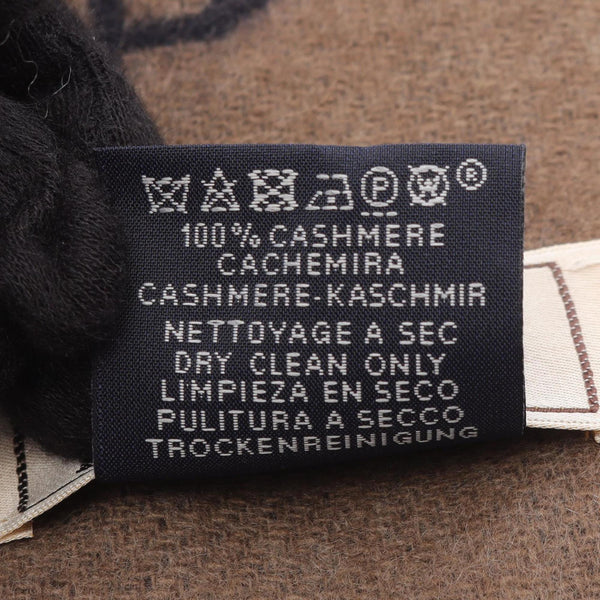 P W ®
100% CASHMERE
CACHEMIRA
CASHMERE-KASCHMIR
NETTOYAGE A SEC
DRY CLEAN ONLY
LIMPIEZA EN SECO
PULITURA A SECCO
TROCKENREINIGUNG